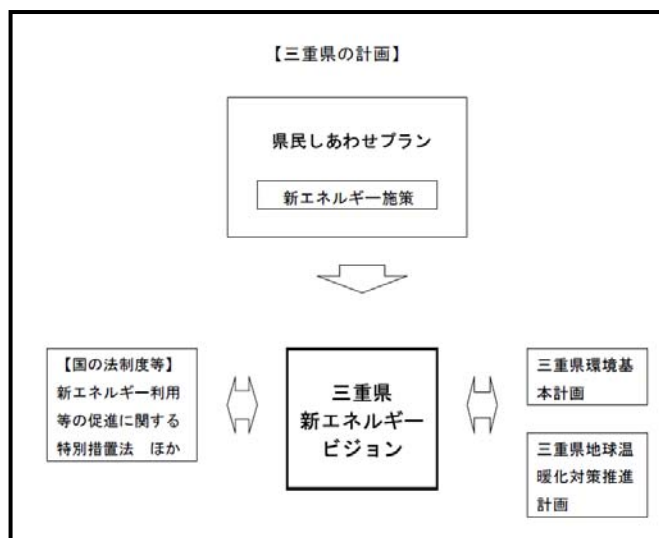 【三重県の計画】
県民しあわせプラン
新エネルギー施策
【国の法制度等】
新エネルギー利用
等の促進に関する
特別措置法　ほか
三重県
新エネルギー
ビジョン
三重県環境基
本計画
三重県地球温
暖化対策推進
計画